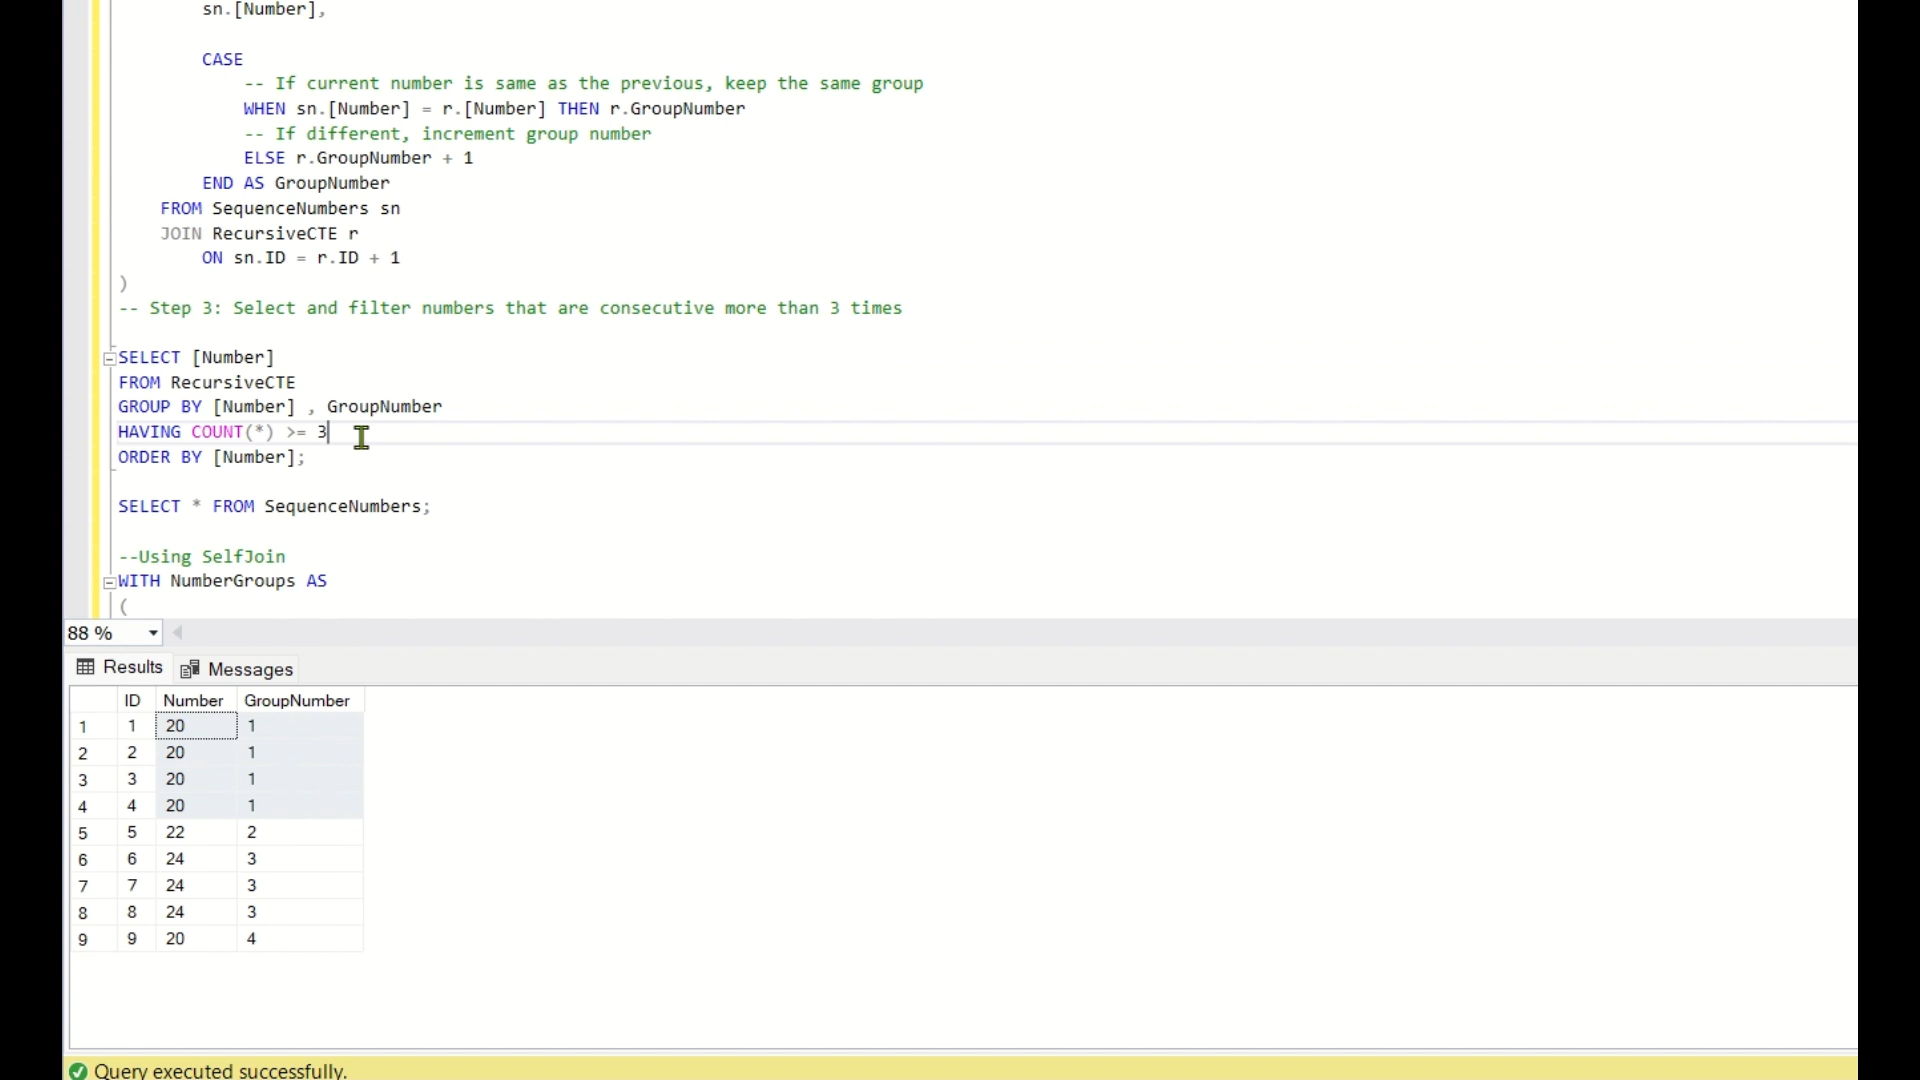 sn.[Number],
CASE
-- If current number is same as the previous, keep the same group
WHEN sn.[Number] = r.[Number] THEN r.GroupNumber
-- If different, increment group number
ELSE r.GroupNumber + 1
END AS GroupNumber
FROM SequenceNumbers sn
JOIN RecursiveCTE r
ON sn.ID = r.ID + 1
)
-- Step 3: Select and filter numbers that are consecutive more than 3 times
SELECT [Number]
FROM RecursiveCTE
GROUP BY [Number] , GroupNumber
HAVING COUNT(*) >= 3
ORDER BY [Number];
SELECT * FROM SequenceNumbers;
--Using SelfJoin
WITH NumberGroups AS
(
88 %
Results Messages
ID Number GroupNumber
1 1 20 1
2 2 20 1
3 3 20 1
4 4 20 1
5 5 22 2
6 6 24 3
7 7 24 3
8 8 24 3
9 9 20 4
Query executed successfully.